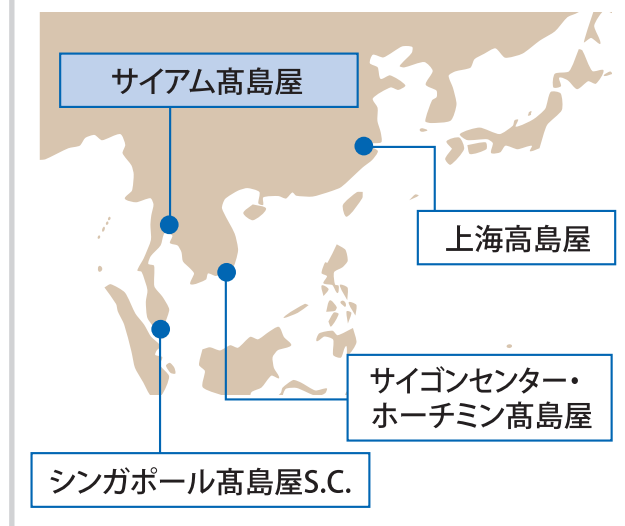 サイアム髙島屋
上海高島屋
サイゴンセンター・
ホーチミン髙島屋
シンガポール髙島屋S.C.